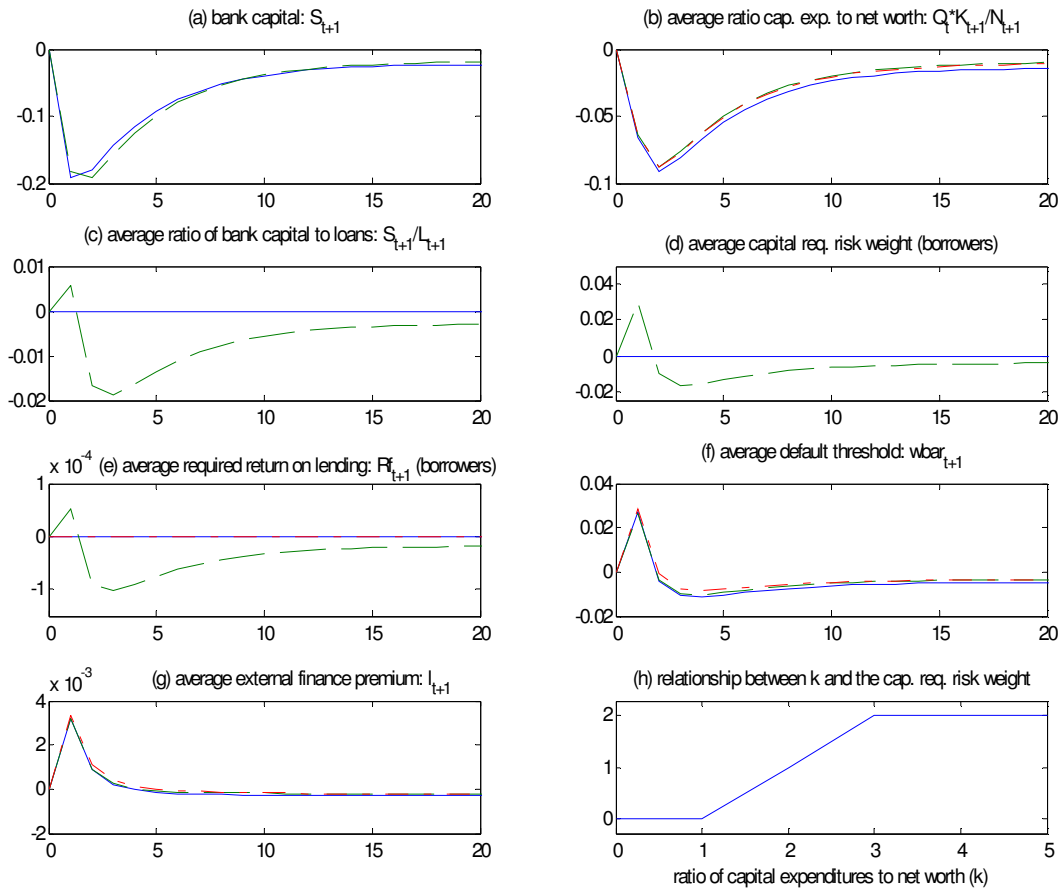 (a) bank capital: S_{t+1}
0
-0.1
-0.2
0 5 10 15 20
(b) average ratio cap. exp. to net worth: Q_t*K_{t+1}/N_{t+1}
0
-0.05
-0.1
0 5 10 15 20
(c) average ratio of bank capital to loans: S_{t+1}/L_{t+1}
0.01
0
-0.01
-0.02
0 5 10 15 20
(d) average capital req. risk weight (borrowers)
0.04
0.02
0
-0.02
0 5 10 15 20
x 10^{-4}
(e) average required return on lending: Rf_{t+1} (borrowers)
1
0
-1
0 5 10 15 20
(f) average default threshold: wbar_{t+1}
0.04
0.02
0
-0.02
0 5 10 15 20
x 10^{-3}
(g) average external finance premium: I_{t+1}
4
2
0
-2
0 5 10 15 20
(h) relationship between k and the cap. req. risk weight
2
1
0
0 1 2 3 4 5
ratio of capital expenditures to net worth (k)